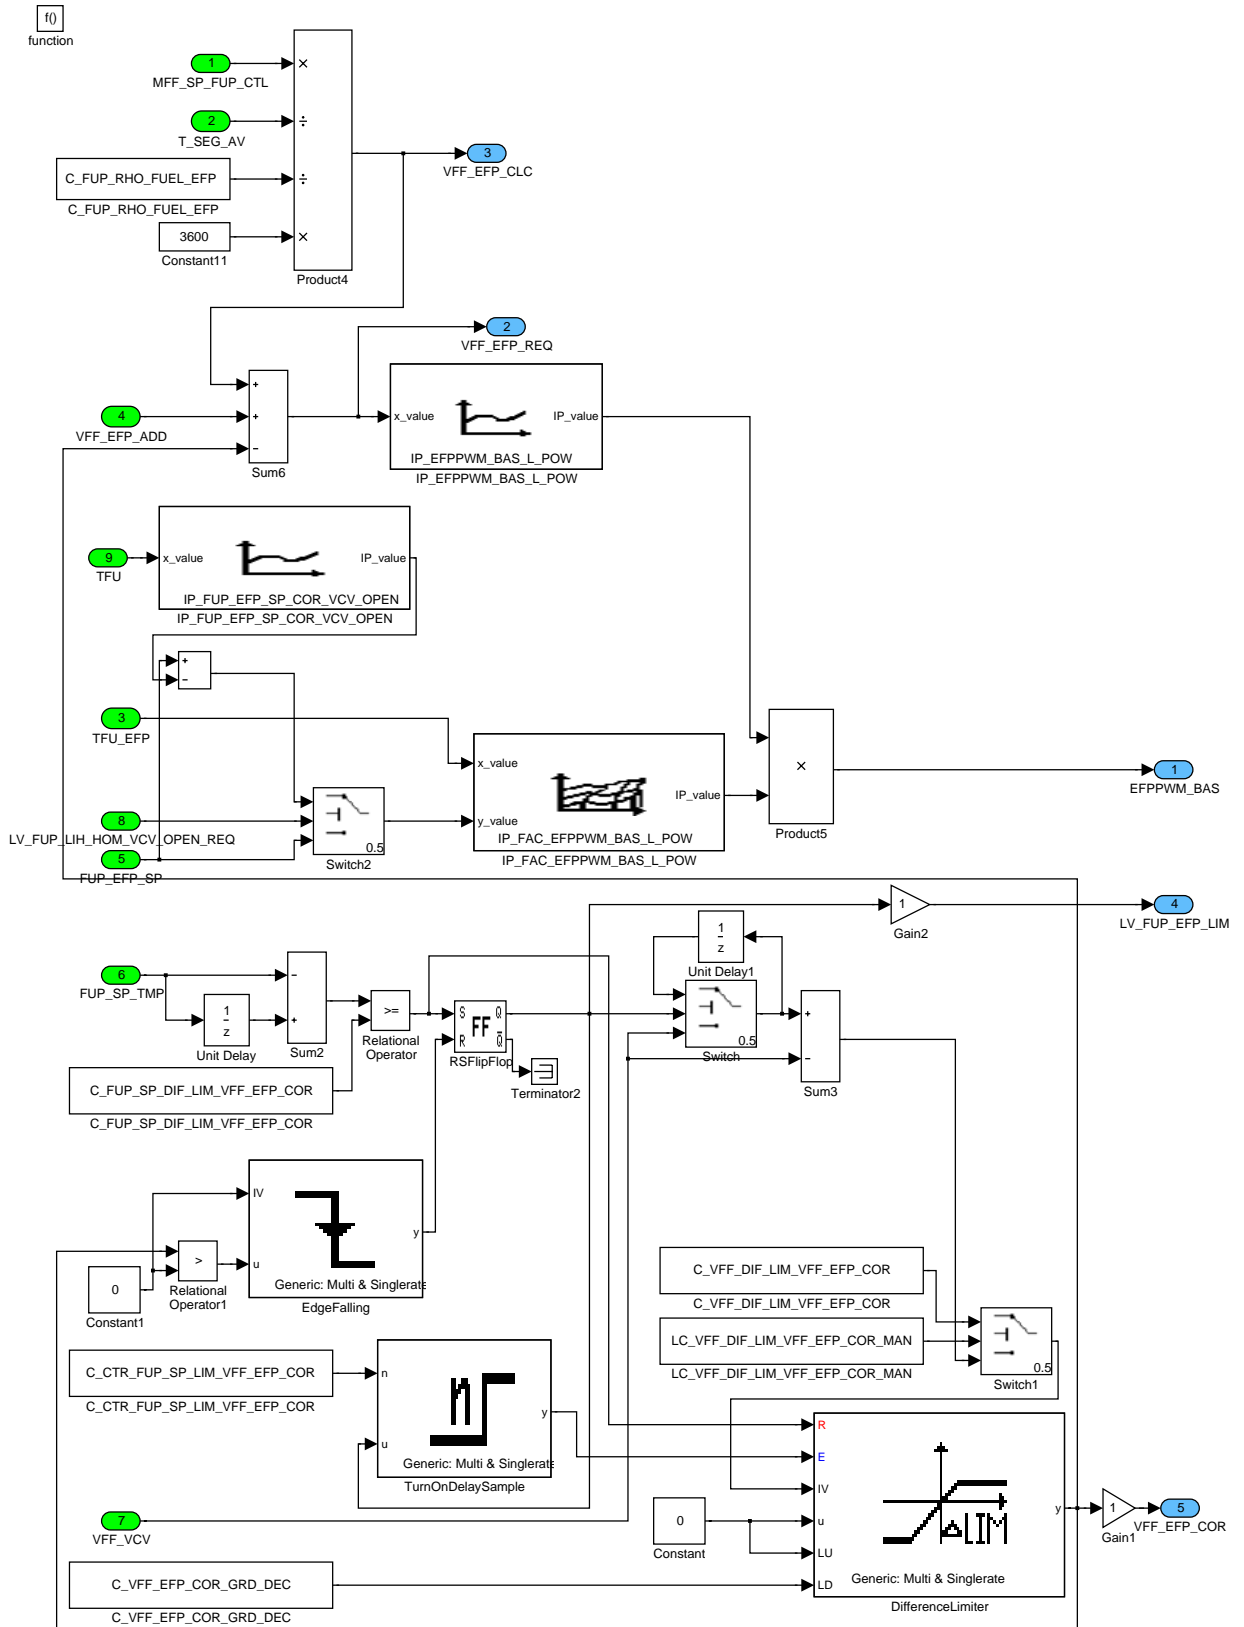 f()
function
1
MFF_SP_FUP_CTL
×
2
T_SEG_AV
÷
3
VFF_EFP_CLC
C_FUP_RHO_FUEL_EFP
÷
C_FUP_RHO_FUEL_EFP
3600
×
Constant11
Product4
2
VFF_EFP_REQ
+
4
VFF_EFP_ADD
+
−
Sum6
x_value
IP_value
IP_EFPPWM_BAS_L_POW
IP_EFPPWM_BAS_L_POW
9
TFU
x_value
IP_value
IP_FUP_EFP_SP_COR_VCV_OPEN
IP_FUP_EFP_SP_COR_VCV_OPEN
+
−
3
TFU_EFP
x_value
y_value
IP_value
IP_FAC_EFPPWM_BAS_L_POW
IP_FAC_EFPPWM_BAS_L_POW
×
Product5
1
EFPPWM_BAS
8
LV_FUP_LIH_HOM_VCV_OPEN_REQ
5
FUP_EFP_SP
0.5
Switch2
1
Gain2
4
LV_FUP_EFP_LIM
1
z
Unit Delay1
6
FUP_SP_TMP
−
1
z
+
Unit Delay
Sum2
>=
Relational
Operator
S Q
FF
R Q
RSFlipFlop
Terminator2
0.5
Switch
+
−
Sum3
C_FUP_SP_DIF_LIM_VFF_EFP_COR
C_FUP_SP_DIF_LIM_VFF_EFP_COR
IV
y
u
Generic: Multi & Singlerate
EdgeFalling
>
Relational
Operator1
0
Constant1
C_VFF_DIF_LIM_VFF_EFP_COR
C_VFF_DIF_LIM_VFF_EFP_COR
LC_VFF_DIF_LIM_VFF_EFP_COR_MAN
LC_VFF_DIF_LIM_VFF_EFP_COR_MAN
0.5
Switch1
C_CTR_FUP_SP_LIM_VFF_EFP_COR
C_CTR_FUP_SP_LIM_VFF_EFP_COR
n
n
y
u
Generic: Multi & Singlerate
TurnOnDelaySample
7
VFF_VCV
0
Constant
R
E
IV
u
LU
LD
LIM
y
Generic: Multi & Singlerate
DifferenceLimiter
1
Gain1
5
VFF_EFP_COR
C_VFF_EFP_COR_GRD_DEC
C_VFF_EFP_COR_GRD_DEC